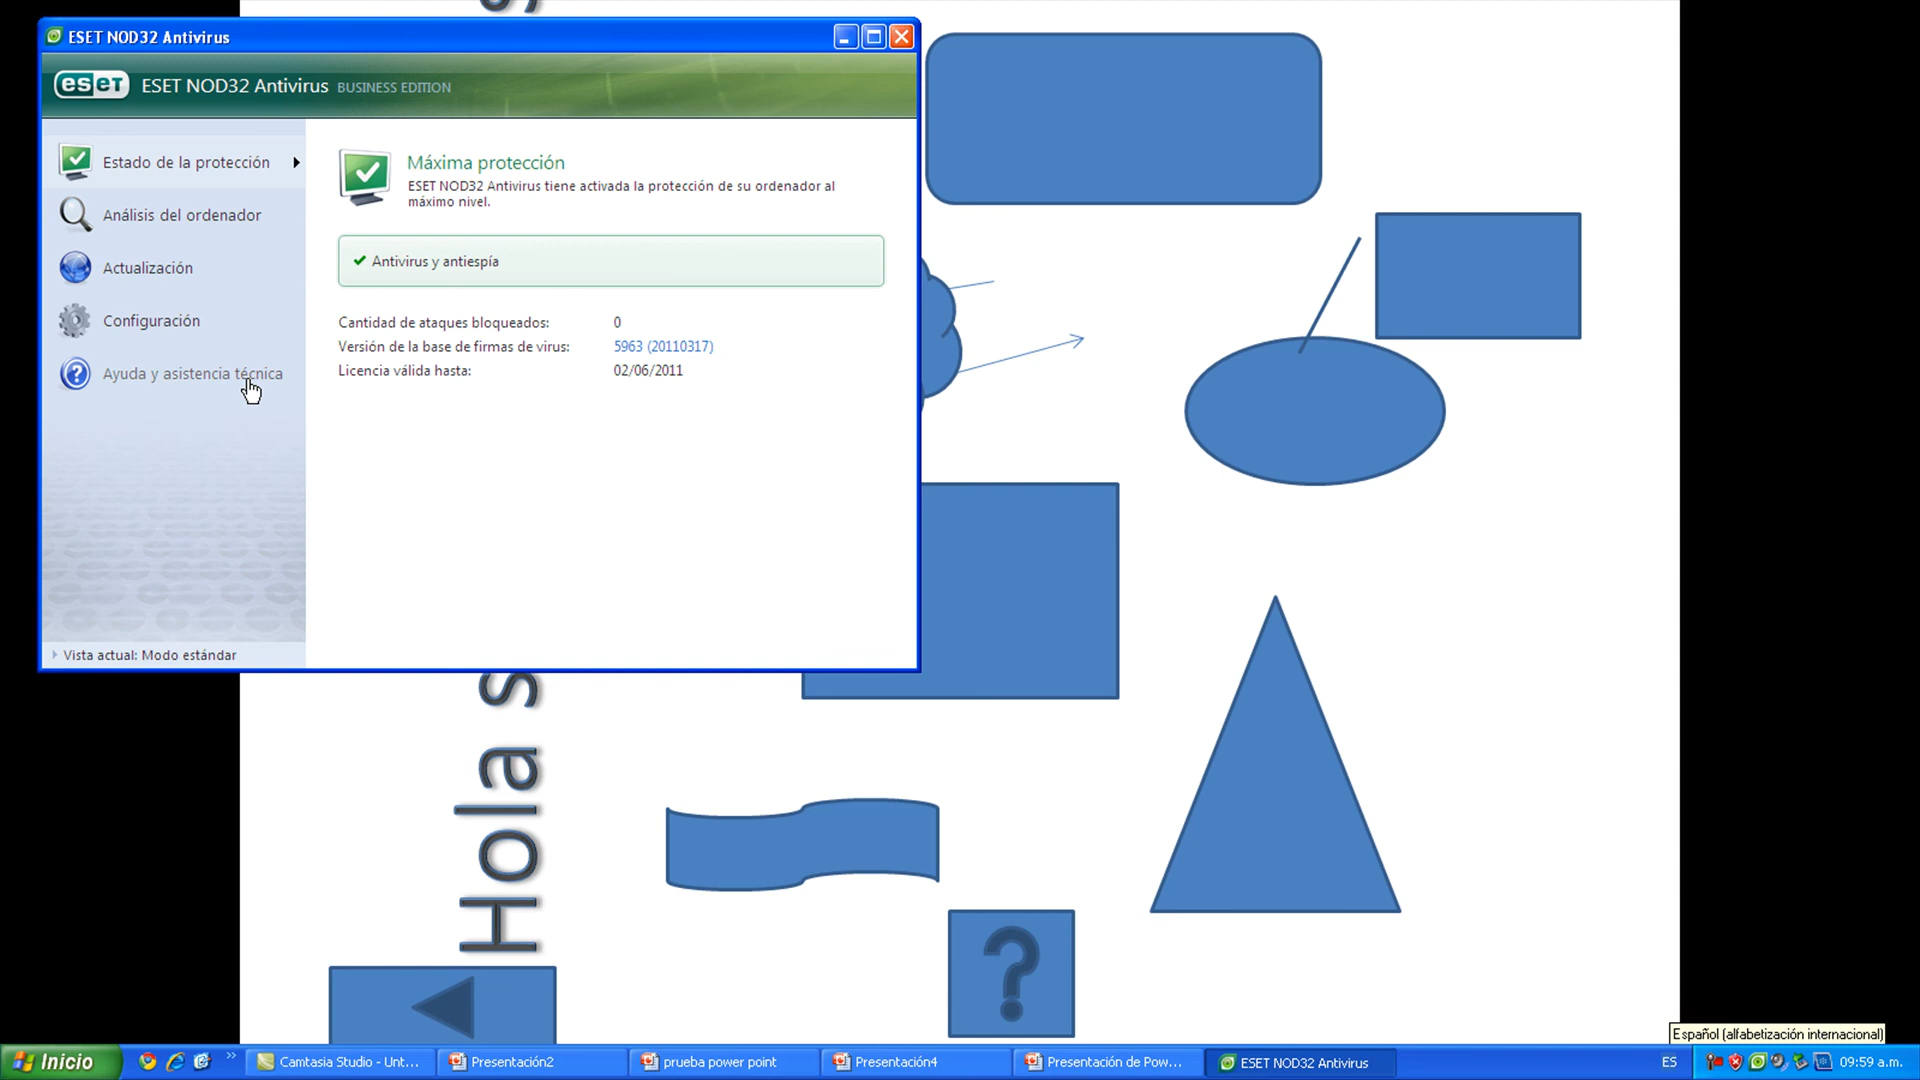 ESET NOD32 Antivirus
eset ESET NOD32 Antivirus BUSINESS EDITION
Estado de la protección
Análisis del ordenador
Actualización
Configuración
Ayuda y asistencia técnica
Vista actual: Modo estándar
Máxima protección
ESET NOD32 Antivirus tiene activada la protección de su ordenador al
máximo nivel.
Antivirus y antiespía
Cantidad de ataques bloqueados: 0
Versión de la base de firmas de virus: 5963 (20110317)
Licencia válida hasta: 02/06/2011
Hola s
?
Español (alfabetización internacional)
Inicio
Camtasia Studio - Unt...
Presentación2
prueba power point
Presentación4
Presentación de Pow...
ESET NOD32 Antivirus
ES
09:59 a.m.